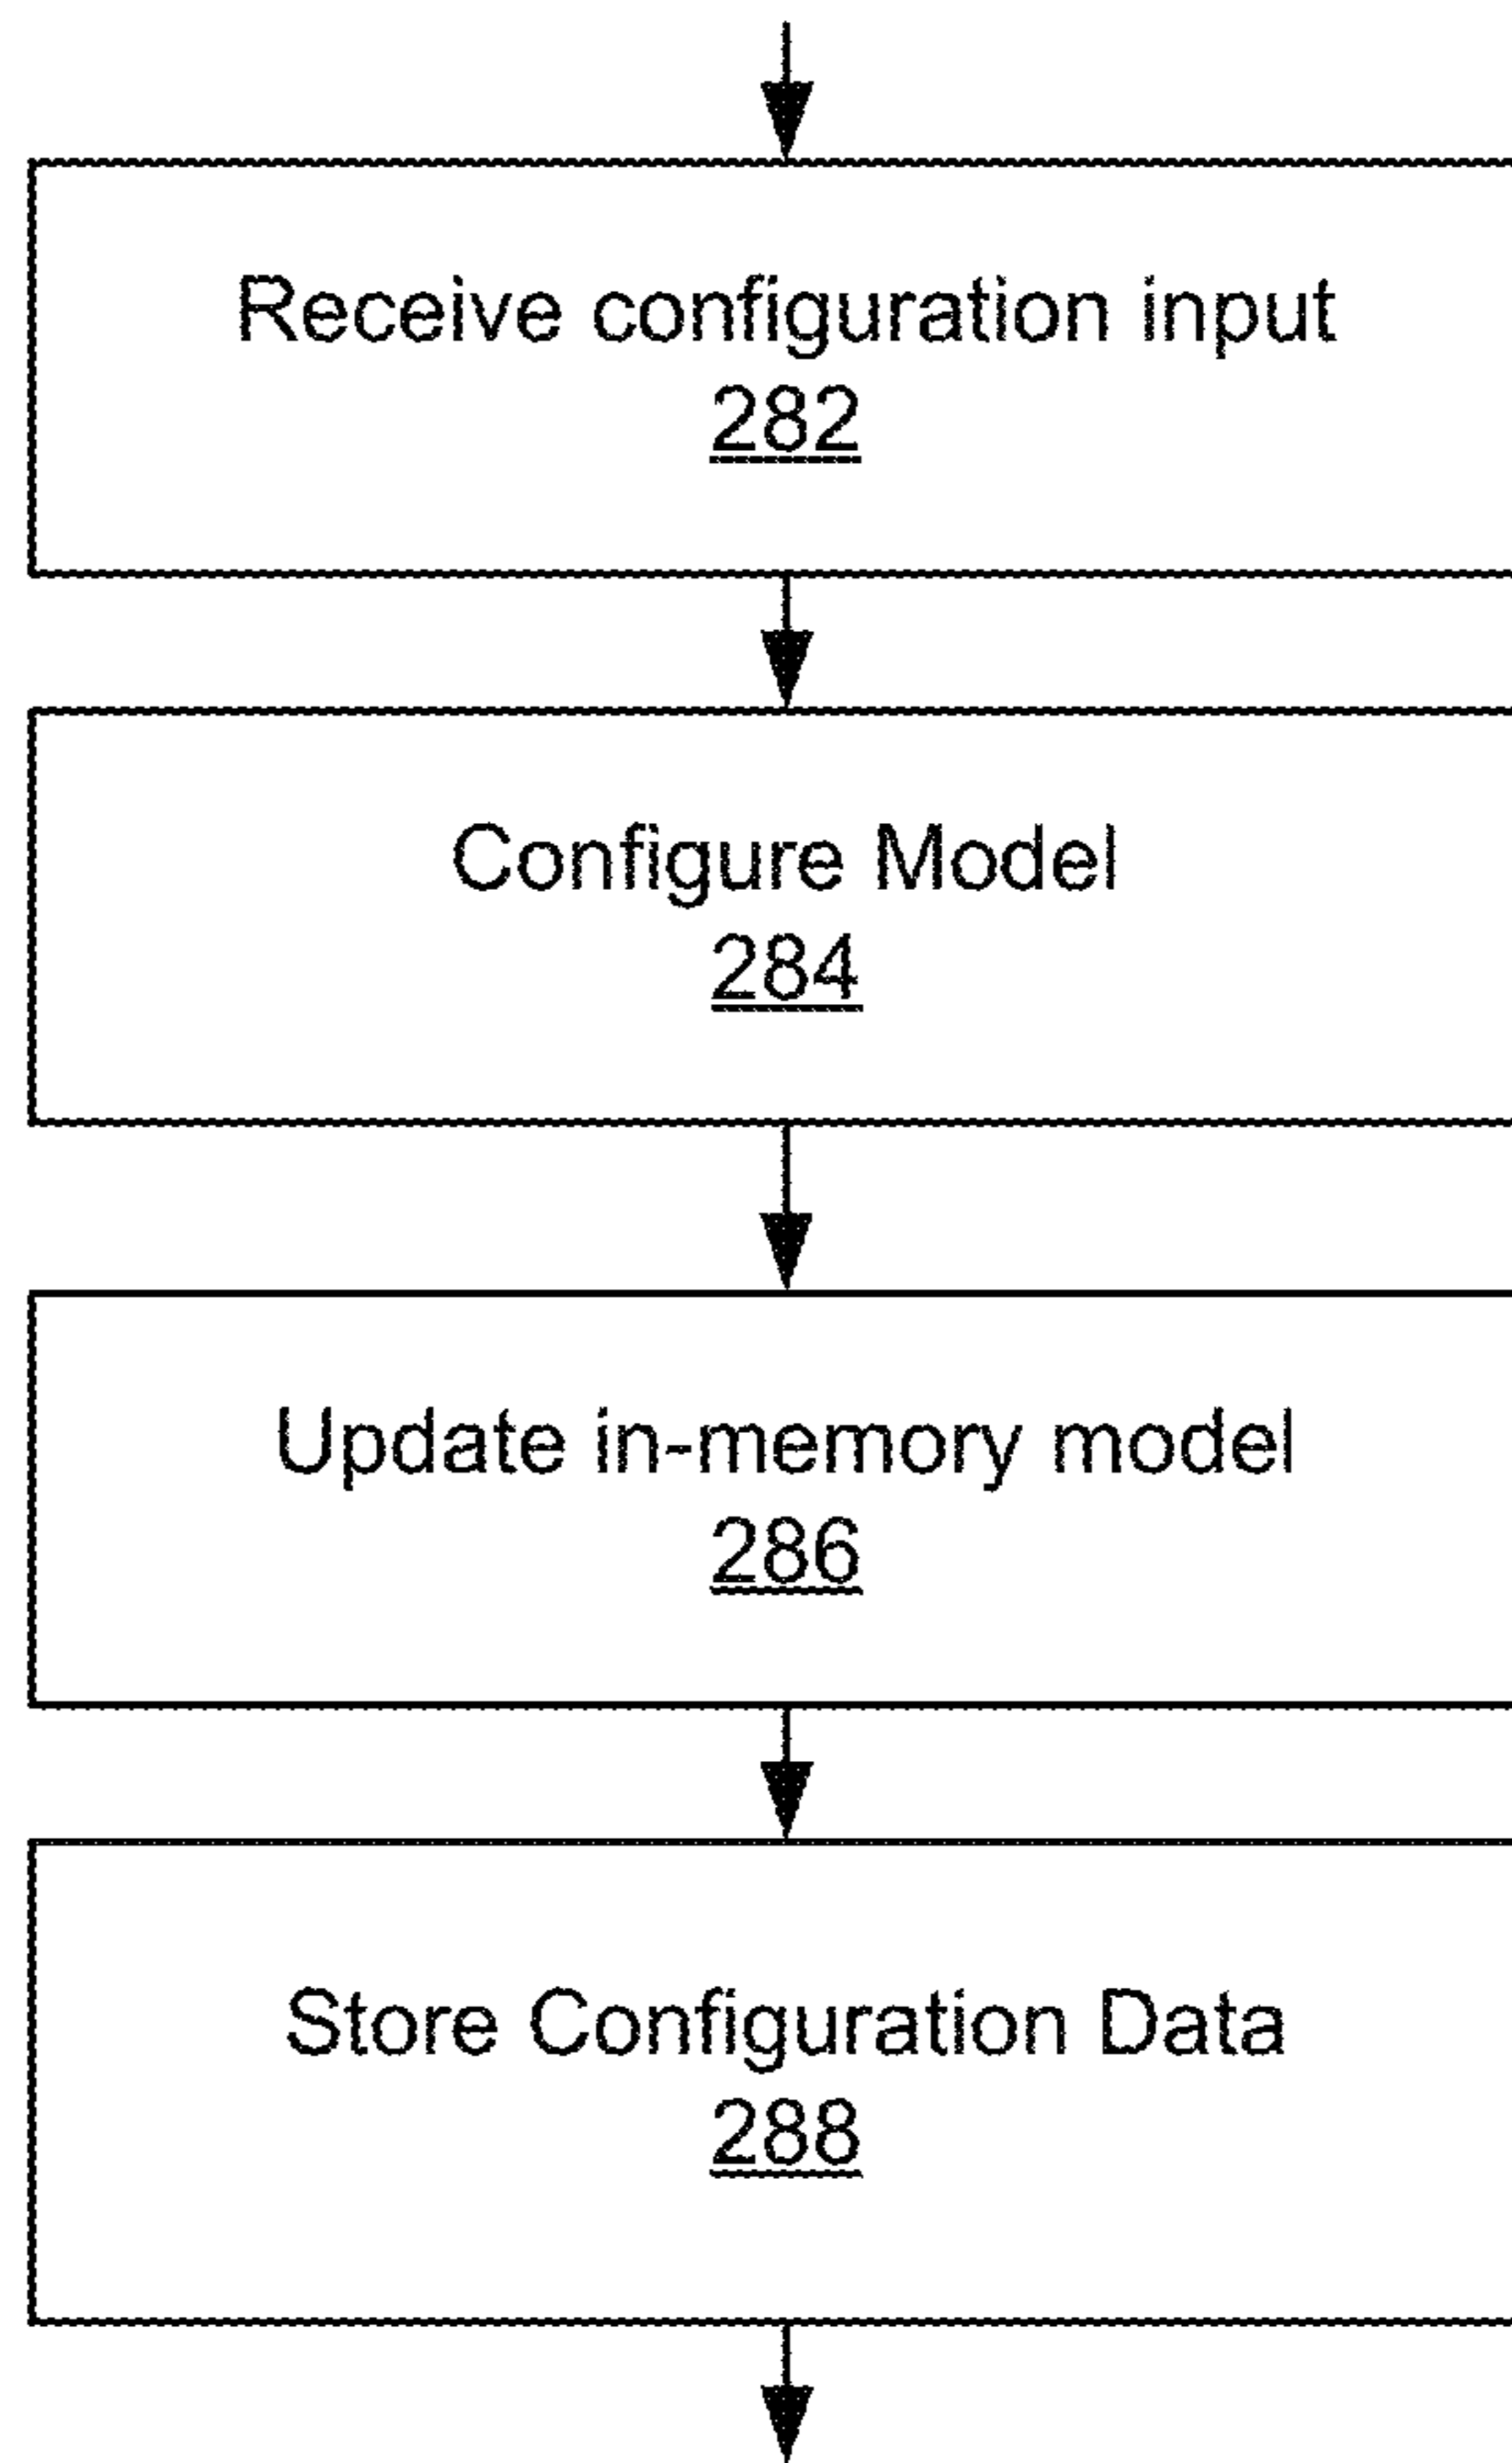 Receive configuration input
282
Configure Model
284
Update in-memory model
286
Store Configuration Data
288